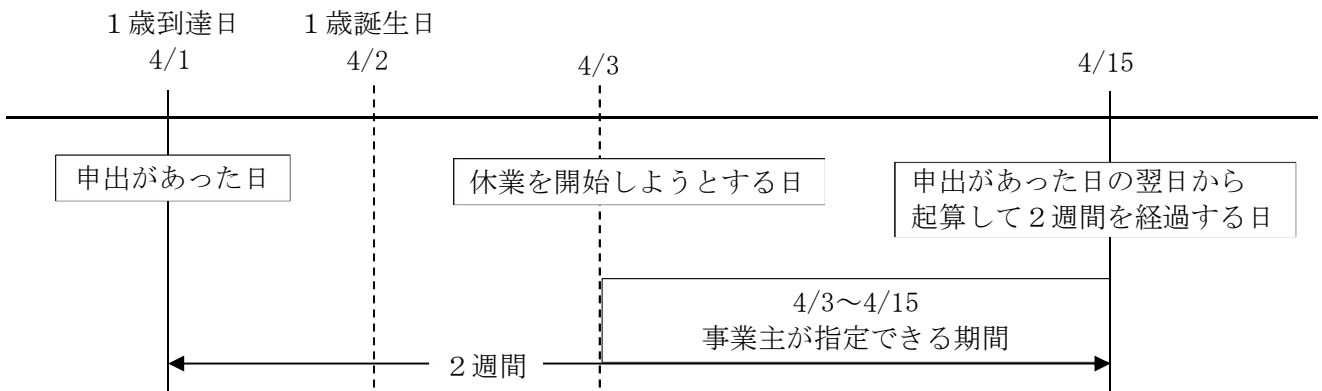 １歳到達日
4/1
１歳誕生日
4/2
4/3
4/15
申出があった日
休業を開始しようとする日
申出があった日の翌日から
起算して２週間を経過する日
4/3～4/15
事業主が指定できる期間
２週間